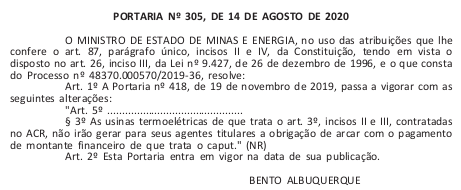 PORTARIA Nº 305, DE 14 DE AGOSTO DE 2020
O MINISTRO DE ESTADO DE MINAS E ENERGIA, no uso das atribuições que lhe
confere o art. 87, parágrafo único, incisos II e IV, da Constituição, tendo em vista o
disposto no art. 26, inciso III, da Lei nº 9.427, de 26 de dezembro de 1996, e o que consta
do Processo nº 48370.000570/2019-36, resolve:
Art. 1º A Portaria nº 418, de 19 de novembro de 2019, passa a vigorar com as
seguintes alterações:
"Art. 5º ................................................
§ 3º As usinas termoelétricas de que trata o art. 3º, incisos II e III, contratadas
no ACR, não irão gerar para seus agentes titulares a obrigação de arcar com o pagamento
de montante financeiro de que trata o caput." (NR)
Art. 2º Esta Portaria entra em vigor na data de sua publicação.
BENTO ALBUQUERQUE